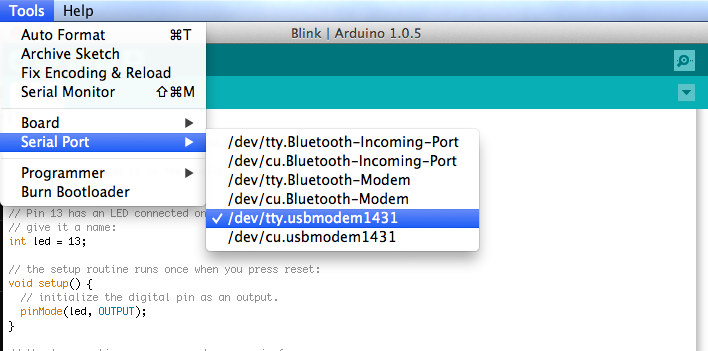 Tools Help
Blink | Arduino 1.0.5
Auto Format ⌘T
Archive Sketch
Fix Encoding & Reload
Serial Monitor ⇧⌘M
Board ▶
Serial Port ▶
Programmer ▶
Burn Bootloader
/dev/tty.Bluetooth-Incoming-Port
/dev/cu.Bluetooth-Incoming-Port
/dev/tty.Bluetooth-Modem
/dev/cu.Bluetooth-Modem
✓ /dev/tty.usbmodem1431
/dev/cu.usbmodem1431
// Pin 13 has an LED connected on
// give it a name:
int led = 13;
// the setup routine runs once when you press reset:
void setup() {
// initialize the digital pin as an output.
pinMode(led, OUTPUT);
}